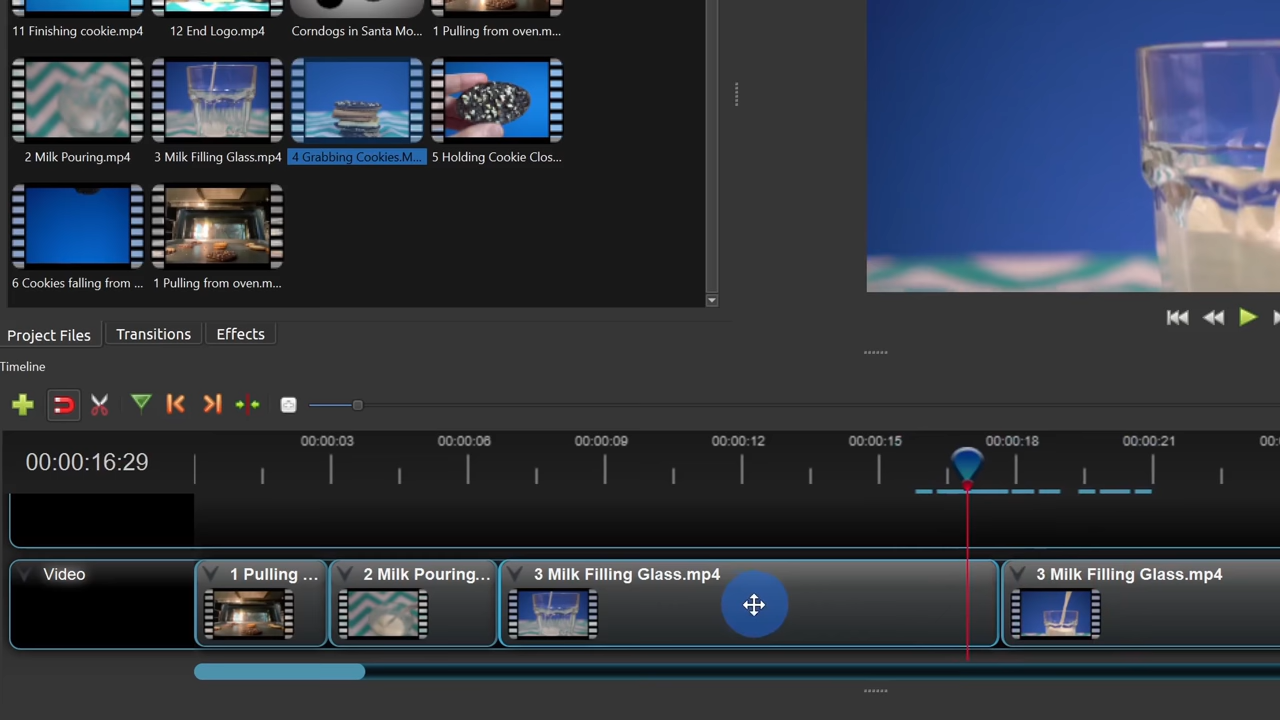 11 Finishing cookie.mp4
12 End Logo.mp4
Corndogs in Santa Mo...
1 Pulling from oven.m...
2 Milk Pouring.mp4
3 Milk Filling Glass.mp4
4 Grabbing Cookies.M...
5 Holding Cookie Clos...
6 Cookies falling from ...
1 Pulling from oven.m...
Project Files
Transitions
Effects
Timeline
00:00:16:29
00:00:03
00:00:06
00:00:09
00:00:12
00:00:15
00:00:18
00:00:21
Video
1 Pulling ...
2 Milk Pouring...
3 Milk Filling Glass.mp4
3 Milk Filling Glass.mp4